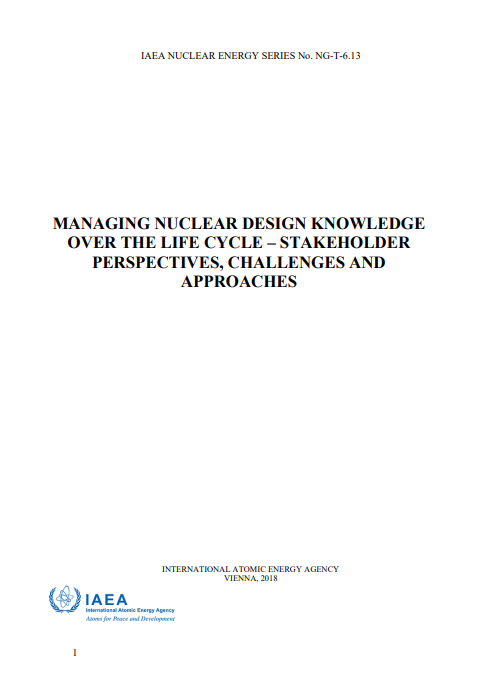 IAEA NUCLEAR ENERGY SERIES No. NG-T-6.13
MANAGING NUCLEAR DESIGN KNOWLEDGE
OVER THE LIFE CYCLE – STAKEHOLDER
PERSPECTIVES, CHALLENGES AND
APPROACHES
INTERNATIONAL ATOMIC ENERGY AGENCY
VIENNA, 2018
IAEA
International Atomic Energy Agency
Atoms for Peace and Development
1